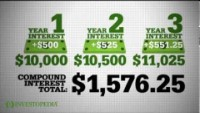 YEAR 1 INTEREST
YEAR 2 INTEREST
YEAR 3 INTEREST
+$500
+$525
+$551.25
$10,000
$10,500
$11,025
COMPOUND INTEREST TOTAL: $1,576.25
INVESTOPEDIA